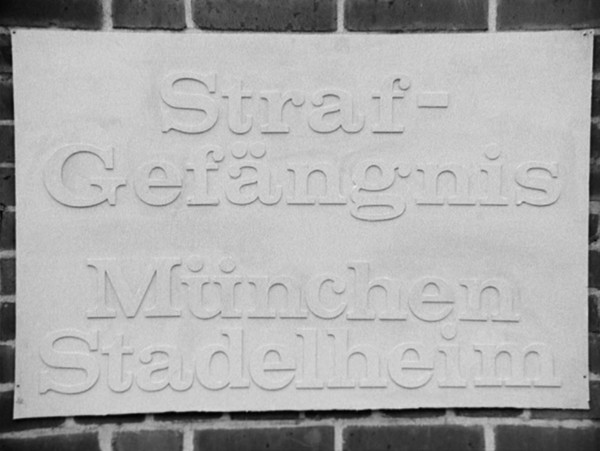 Straf-
Gefängnis
München
Stadelheim